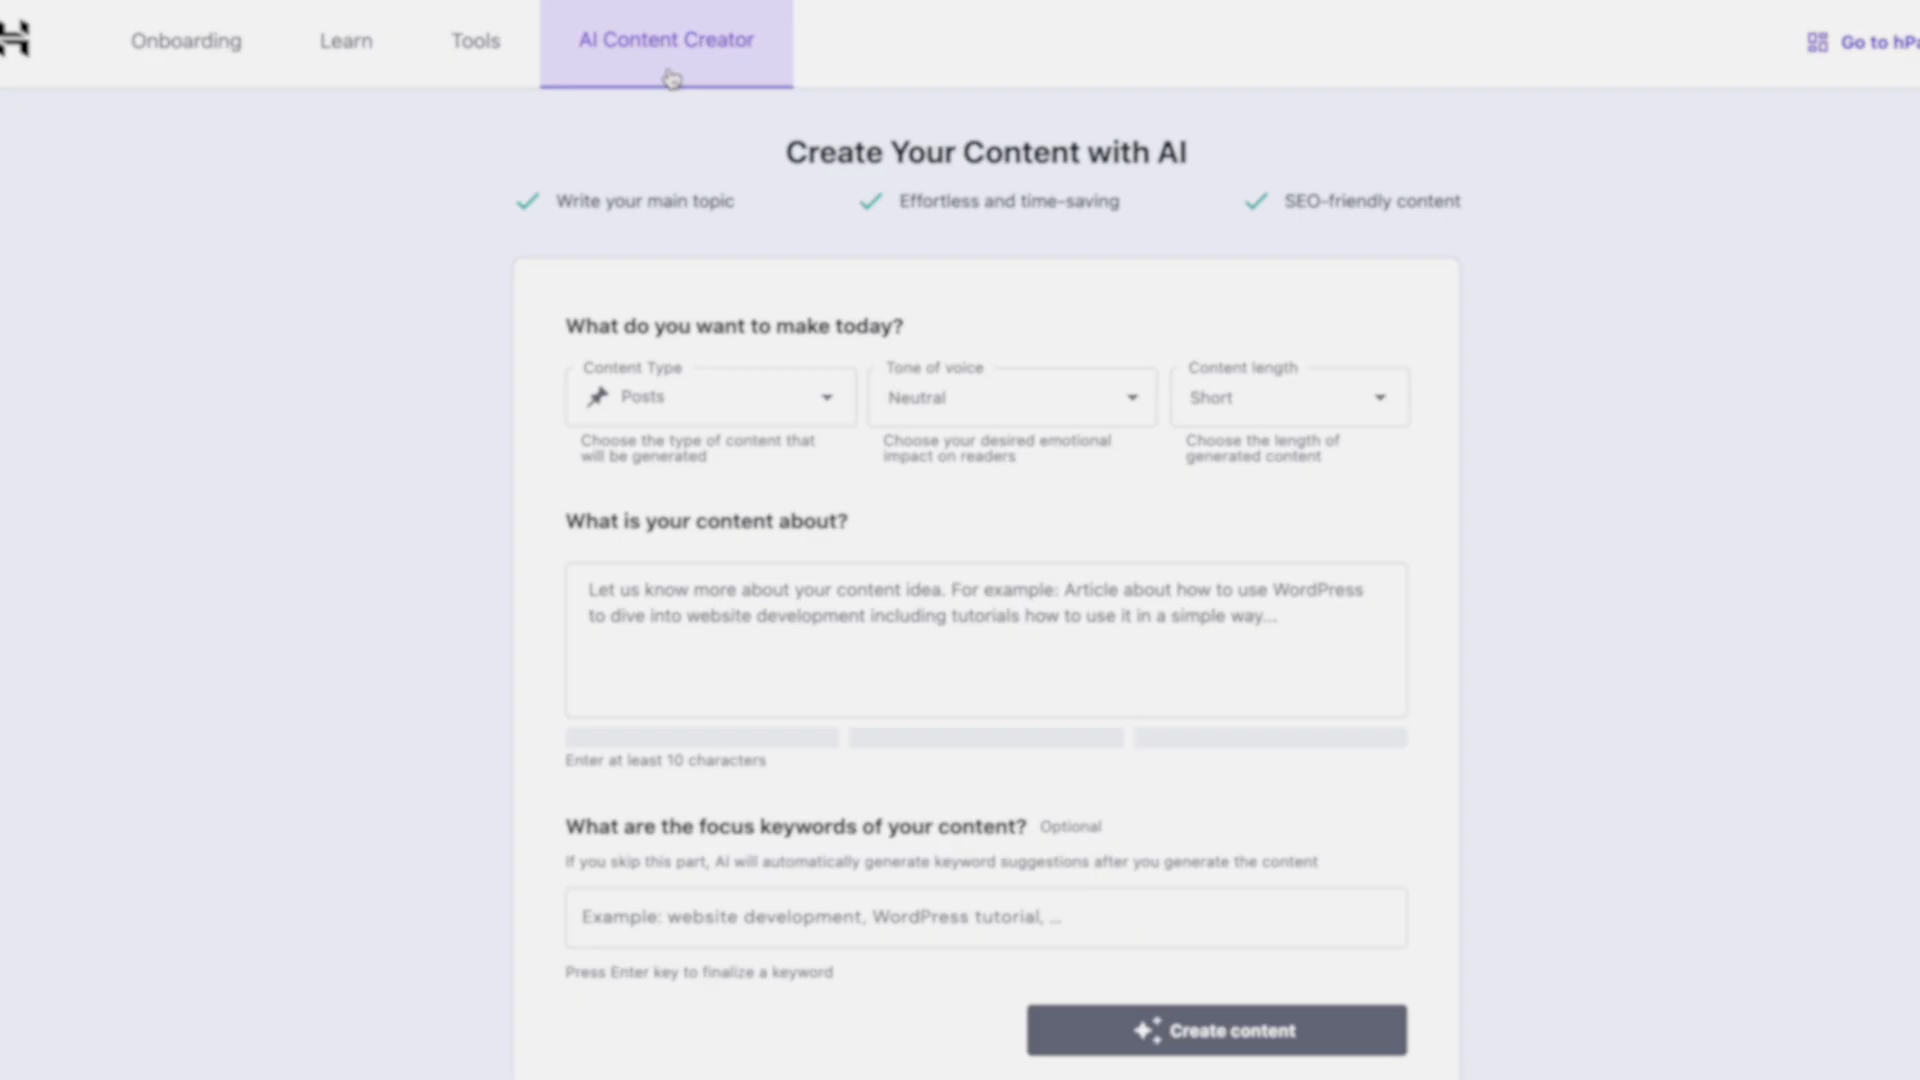 Onboarding
Learn
Tools
AI Content Creator
Go to
Create Your Content with AI
Write your main topic
Effortless and time-saving
SEO-friendly content
What do you want to make today?
Content Type
Tone of voice
Content length
Posts
Neutral
Short
Choose the type of content that
will be generated
Choose your desired emotional
impact on readers
Choose the length of
generated content
What is your content about?
Let us know more about your content idea. For example: Article about how to use WordPress
to dive into website development including tutorials how to use it in a simple way...
Enter at least 10 characters
What are the focus keywords of your content? Optional
If you skip this part, AI will automatically generate keyword suggestions after you generate the content
Example: website development, WordPress tutorial, ...
Press Enter key to finalize a keyword
Create content